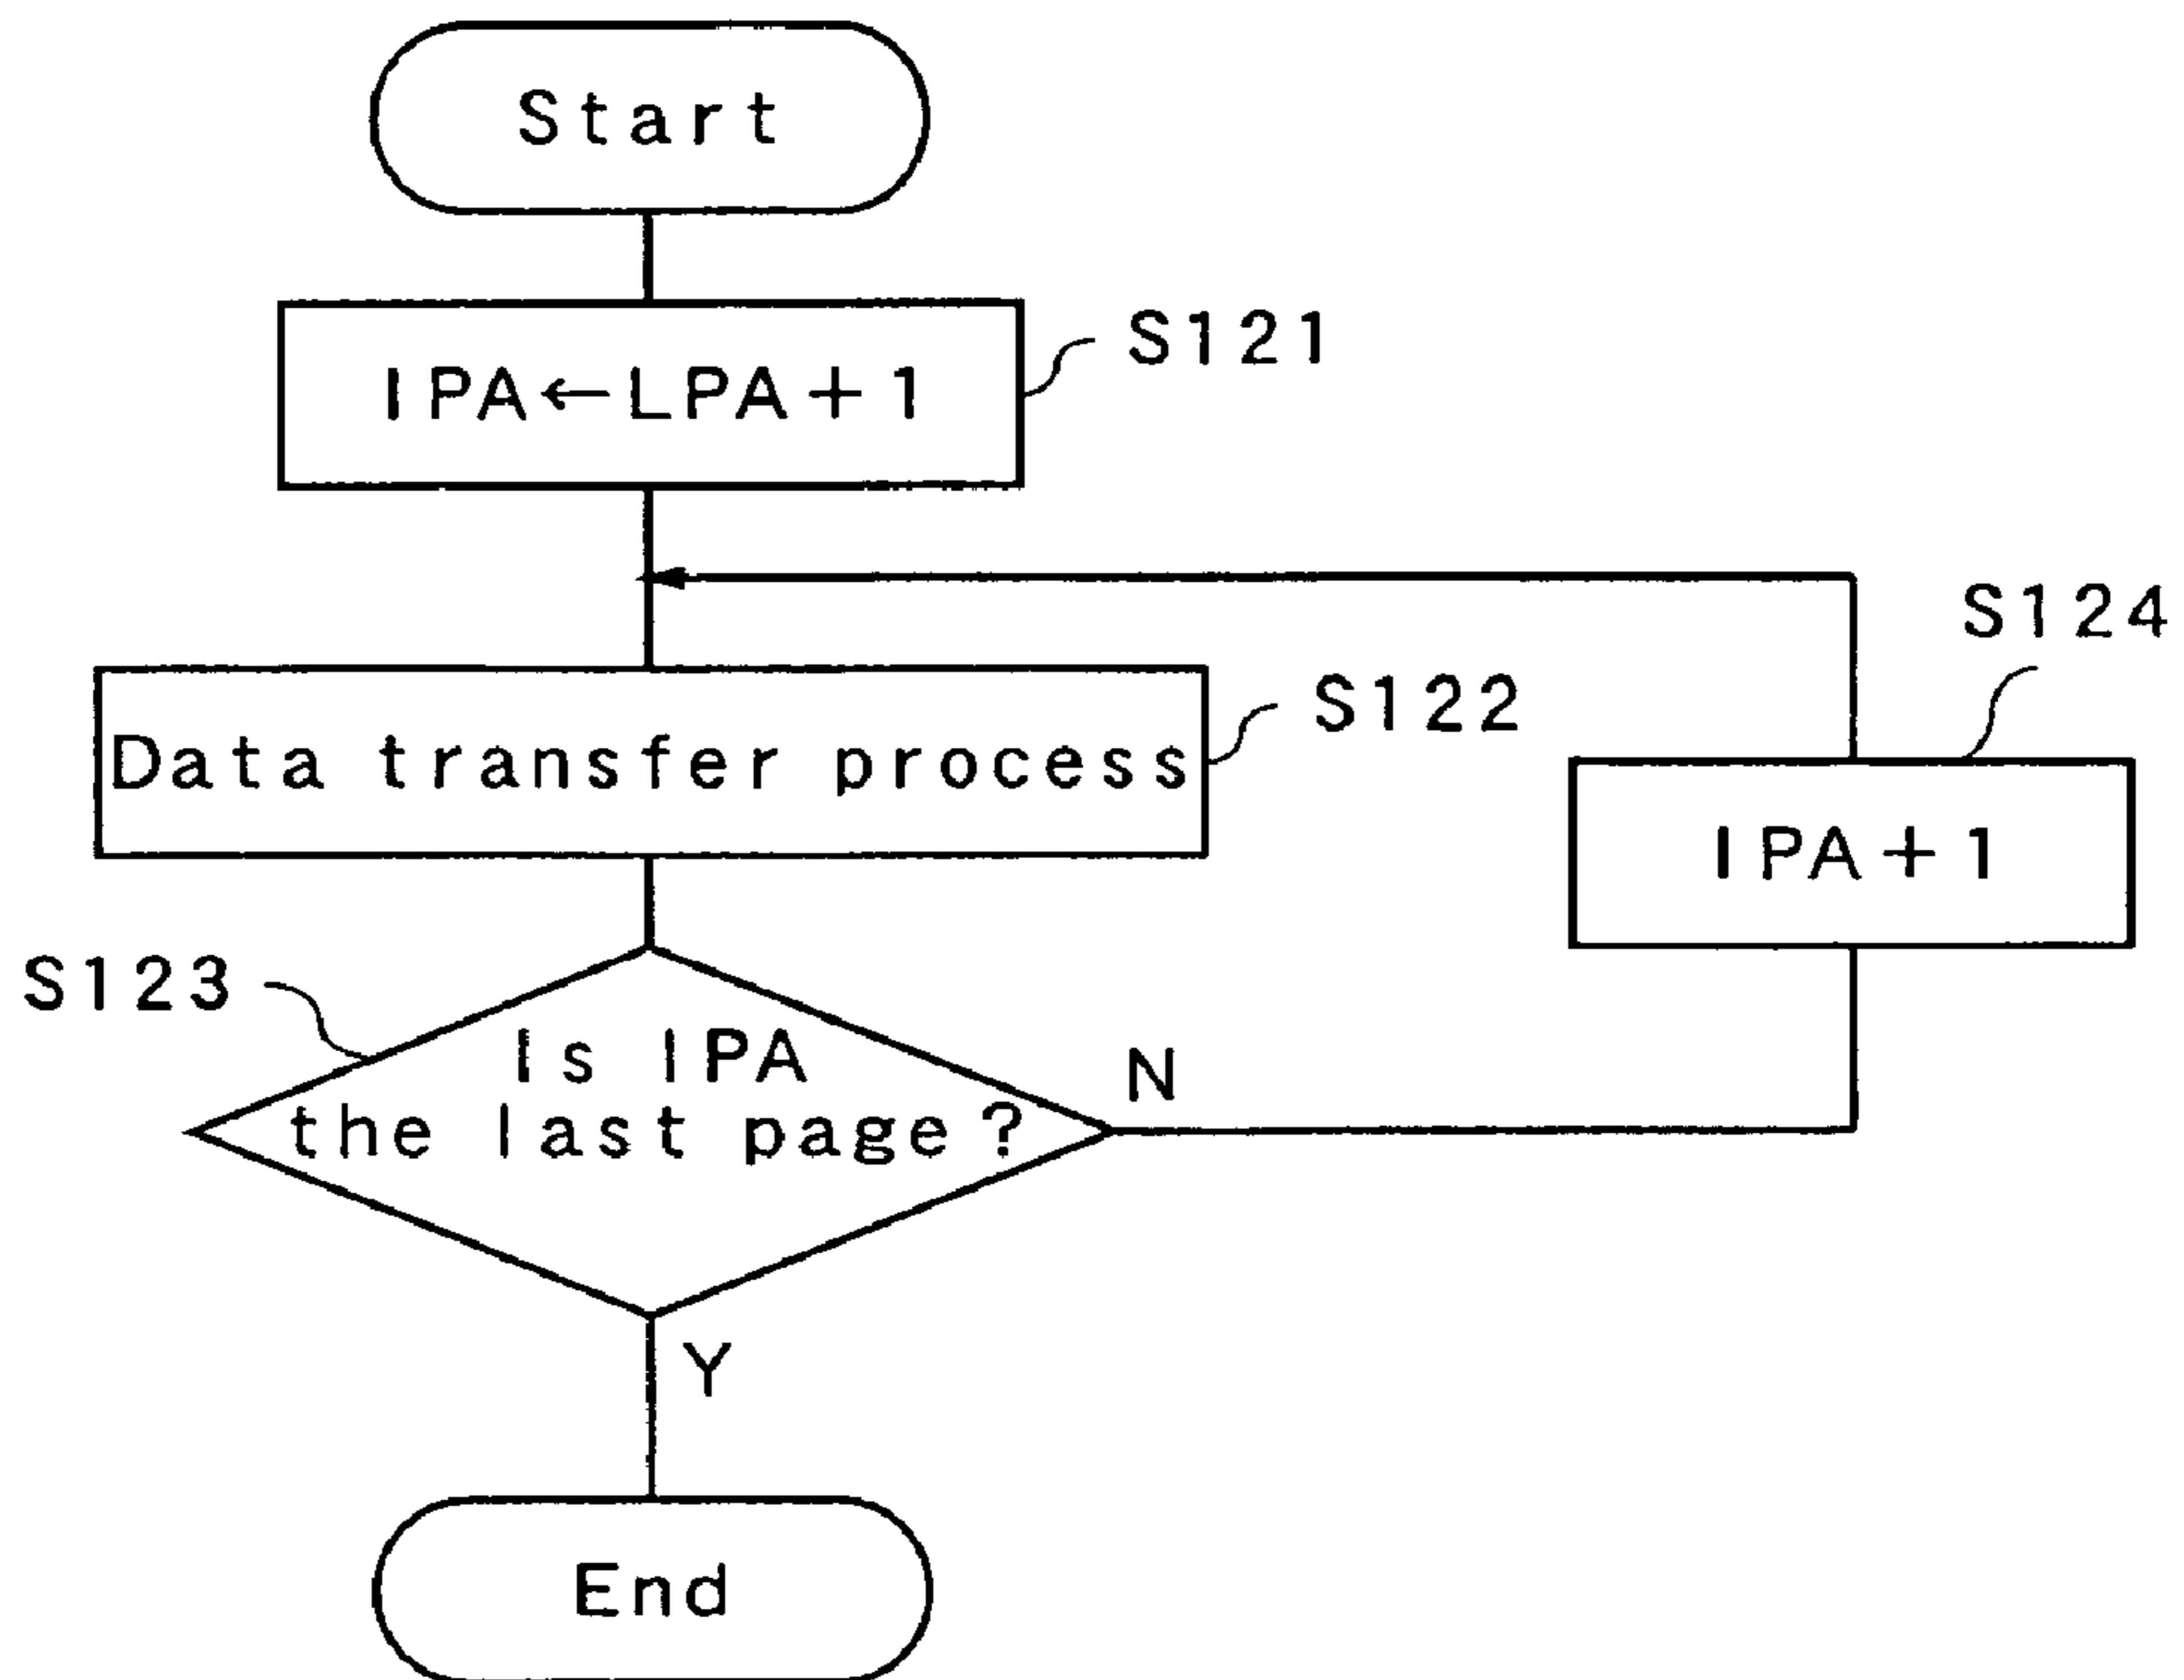 Start
IPA←LPA+1
S121
S124
Data transfer process
S122
IPA+1
S123
Is IPA
the last page?
N
Y
End